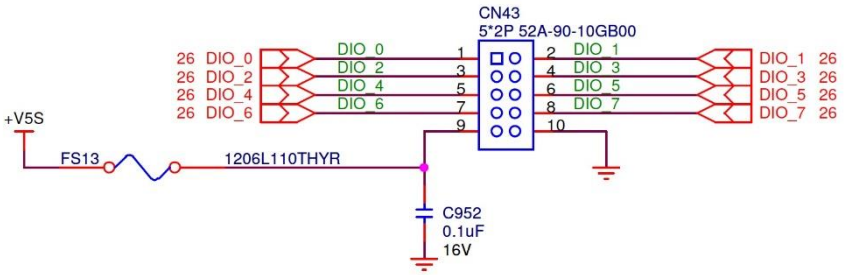 CN43
5*2P 52A-90-10GB00
26 DIO_0 DIO_0 1 2 DIO_1 DIO_1 26
26 DIO_2 DIO_2 3 4 DIO_3 DIO_3 26
26 DIO_4 DIO_4 5 6 DIO_5 DIO_5 26
26 DIO_6 DIO_6 7 8 DIO_7 DIO_7 26
9 10
+V5S
FS13 1206L110THYR
C952
0.1uF
16V